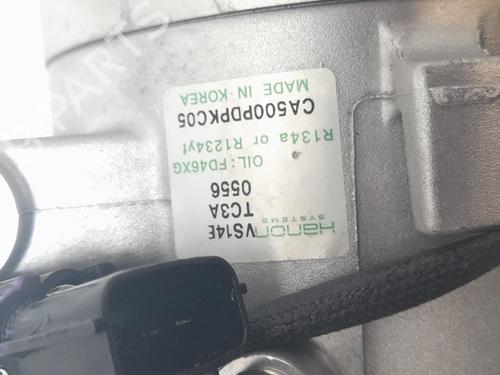 Hanon
SYSTEMS
VS14E
TC3A
0556
OIL:FD46XG
R134a or R1234yf
CA500PDPKC05
MADE IN KOREA